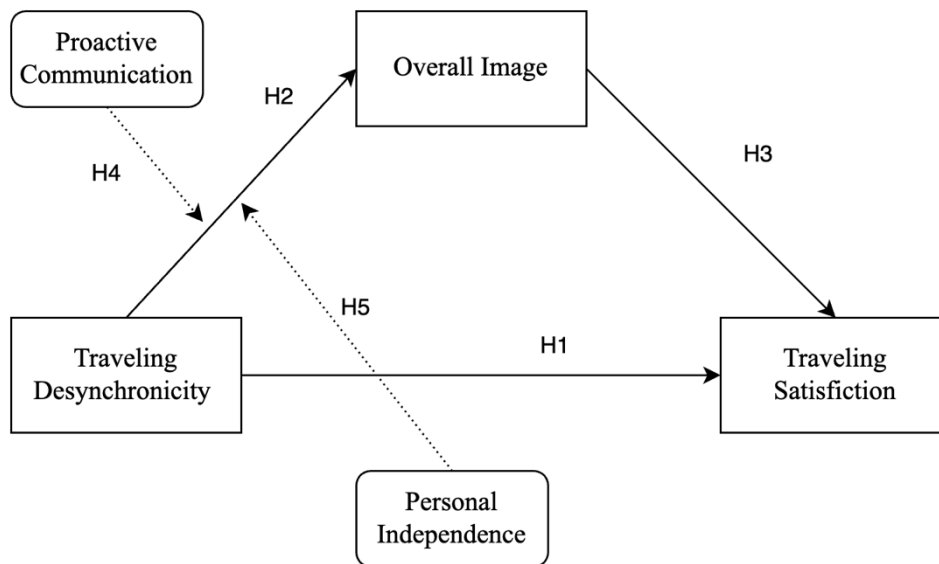 Proactive
Communication
Overall Image
H2
H3
H4
H5
H1
Traveling
Desynchronicity
Traveling
Satisfiction
Personal
Independence